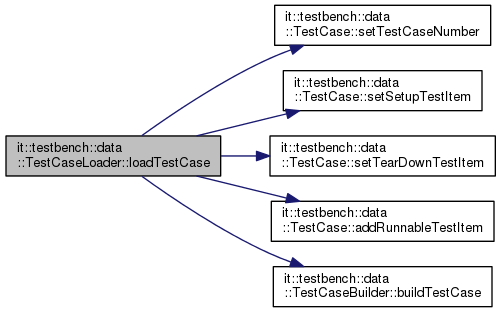 it::testbench::data
::TestCase::setTestCaseNumber
it::testbench::data
::TestCase::setSetupTestItem
it::testbench::data
::TestCaseLoader::loadTestCase
it::testbench::data
::TestCase::setTearDownTestItem
it::testbench::data
::TestCase::addRunnableTestItem
it::testbench::data
::TestCaseBuilder::buildTestCase